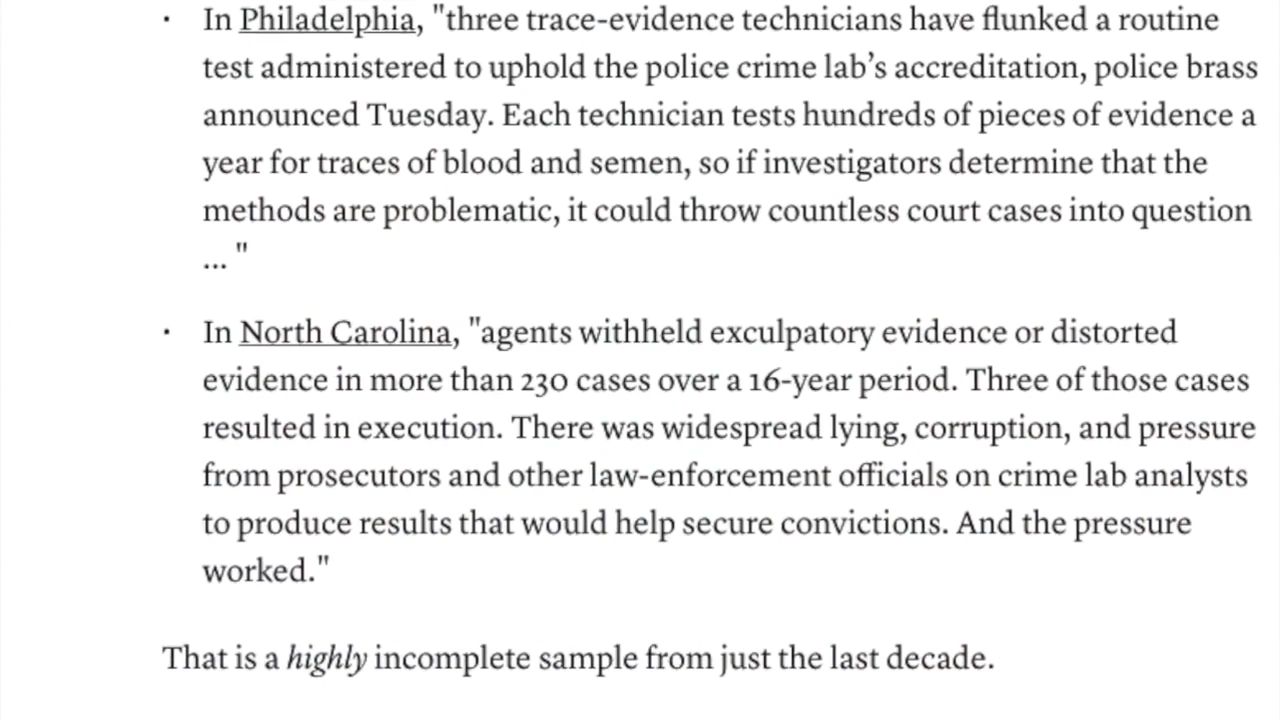 · In Philadelphia, "three trace-evidence technicians have flunked a routine
test administered to uphold the police crime lab’s accreditation, police brass
announced Tuesday. Each technician tests hundreds of pieces of evidence a
year for traces of blood and semen, so if investigators determine that the
methods are problematic, it could throw countless court cases into question
... "
· In North Carolina, "agents withheld exculpatory evidence or distorted
evidence in more than 230 cases over a 16-year period. Three of those cases
resulted in execution. There was widespread lying, corruption, and pressure
from prosecutors and other law-enforcement officials on crime lab analysts
to produce results that would help secure convictions. And the pressure
worked."
That is a highly incomplete sample from just the last decade.